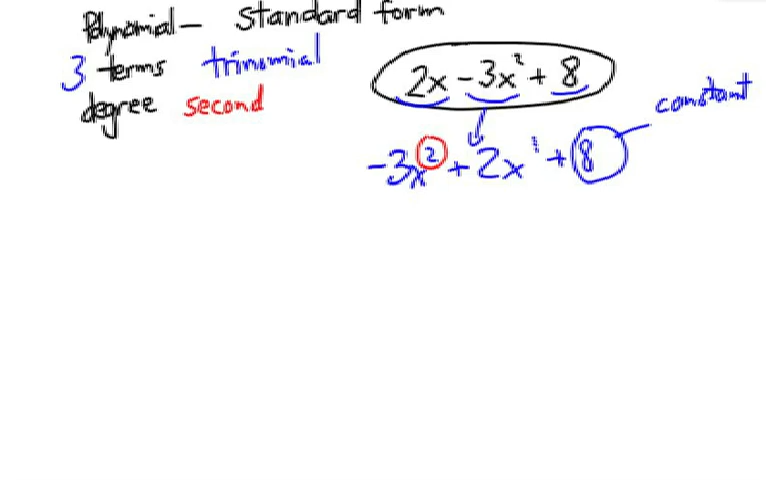 Polynomial - Standard form
3 terms trinomial
degree second
2x - 3x² + 8
constant
-3x² + 2x¹ + 8